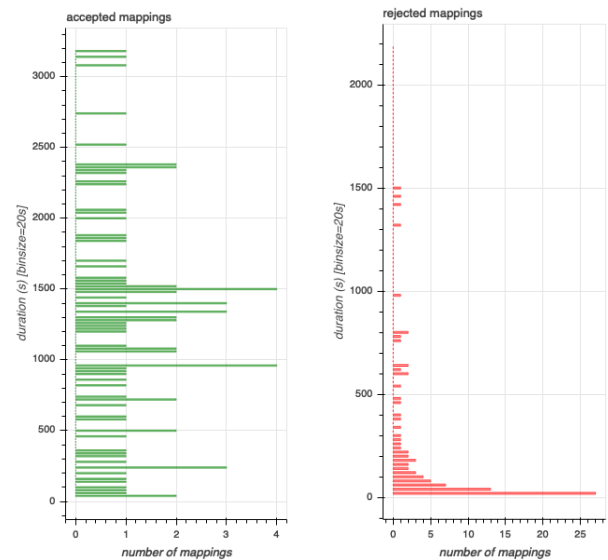 accepted mappings
duration (s) [binsize=20s]
3000
2500
2000
1500
1000
500
0
0 1 2 3 4
number of mappings
rejected mappings
duration (s) [binsize=20s]
2000
1500
1000
500
0
0 5 10 15 20 25
number of mappings